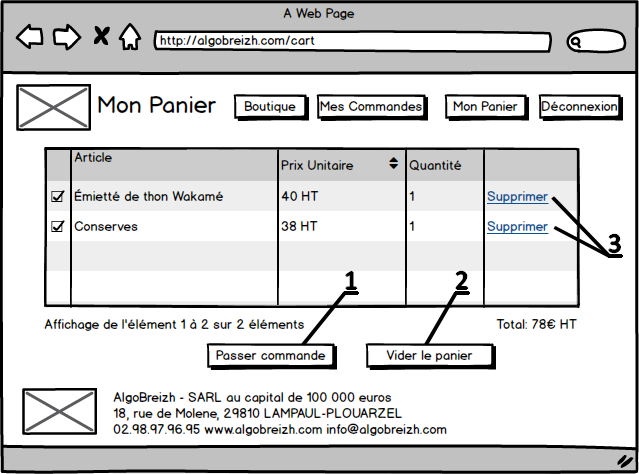 A Web Page
http://algobreizh.com/cart
Mon Panier Boutique Mes Commandes Mon Panier Déconnexion
Article Prix Unitaire Quantité
Émietté de thon Wakamé 40 HT 1 Supprimer
Conserves 38 HT 1 Supprimer
3
1 2
Affichage de l'élément 1 à 2 sur 2 éléments Total: 78€ HT
Passer commande Vider le panier
AlgoBreizh - SARL au capital de 100 000 euros
18, rue de Molene, 29810 LAMPAUL-PLOUARZEL
02.98.97.96.95 www.algobreizh.com info@algobreizh.com